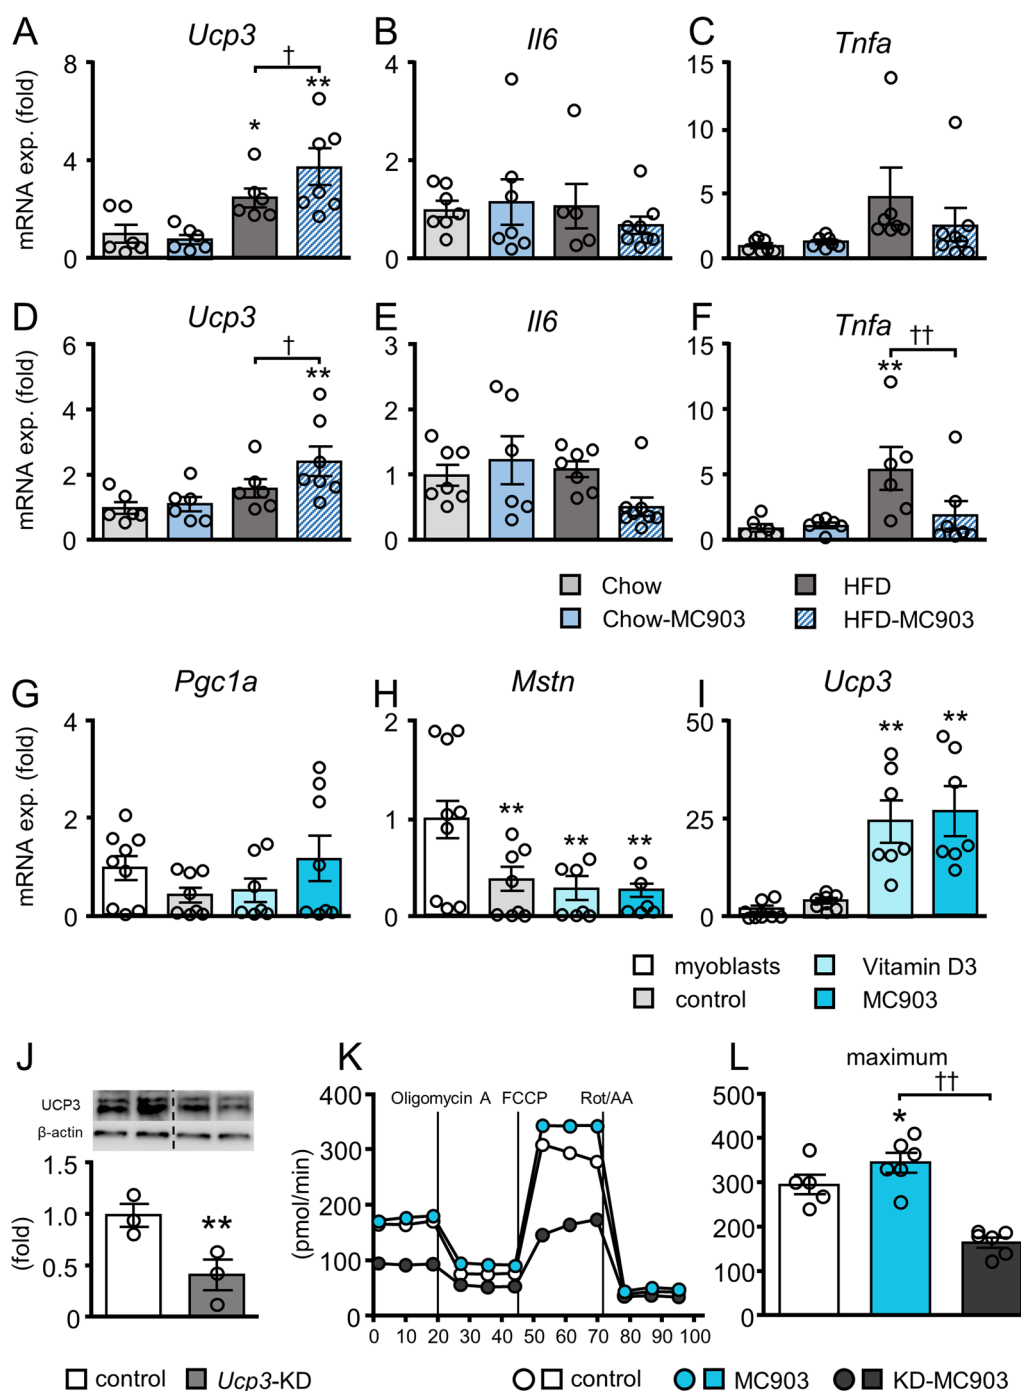 A Ucp3 B Il6 C Tnfa
mRNA exp. (fold)
8
4
0
* † **
4
2
0
15
10
5
0
D Ucp3 E Il6 F Tnfa
mRNA exp. (fold)
6
4
2
0
† **
3
2
1
0
15
10
5
0
** ††
Chow HFD
Chow-MC903 HFD-MC903
G Pgc1a H Mstn I Ucp3
mRNA exp. (fold)
4
2
0
2
1
0
** ** **
50
25
0
** **
myoblasts Vitamin D3
control MC903
J K L
UCP3
β-actin
(fold)
1.5
1.0
0.5
0
**
control Ucp3-KD
(pmol/min)
400
300
200
100
0
Oligomycin A FCCP Rot/AA
0 10 20 30 40 50 60 70 80 90 100
maximum
500
400
300
200
100
0
* ††
control MC903 KD-MC903